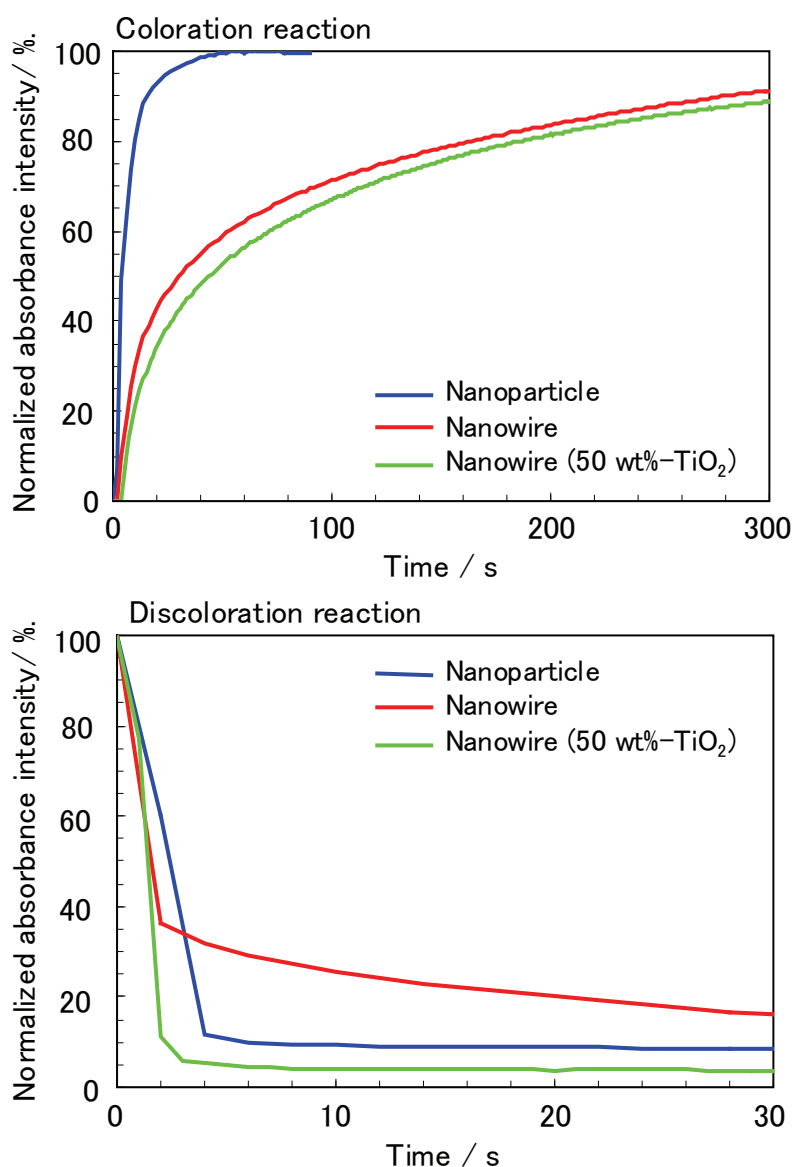 Coloration reaction
Normalized absorbance intensity/ %.
100
80
60
40
20
0
Nanoparticle
Nanowire
Nanowire (50 wt%-TiO₂)
0 100 200 300
Time / s
Discoloration reaction
Normalized absorbance intensity/ %.
100
80
60
40
20
0
Nanoparticle
Nanowire
Nanowire (50 wt%-TiO₂)
0 10 20 30
Time / s